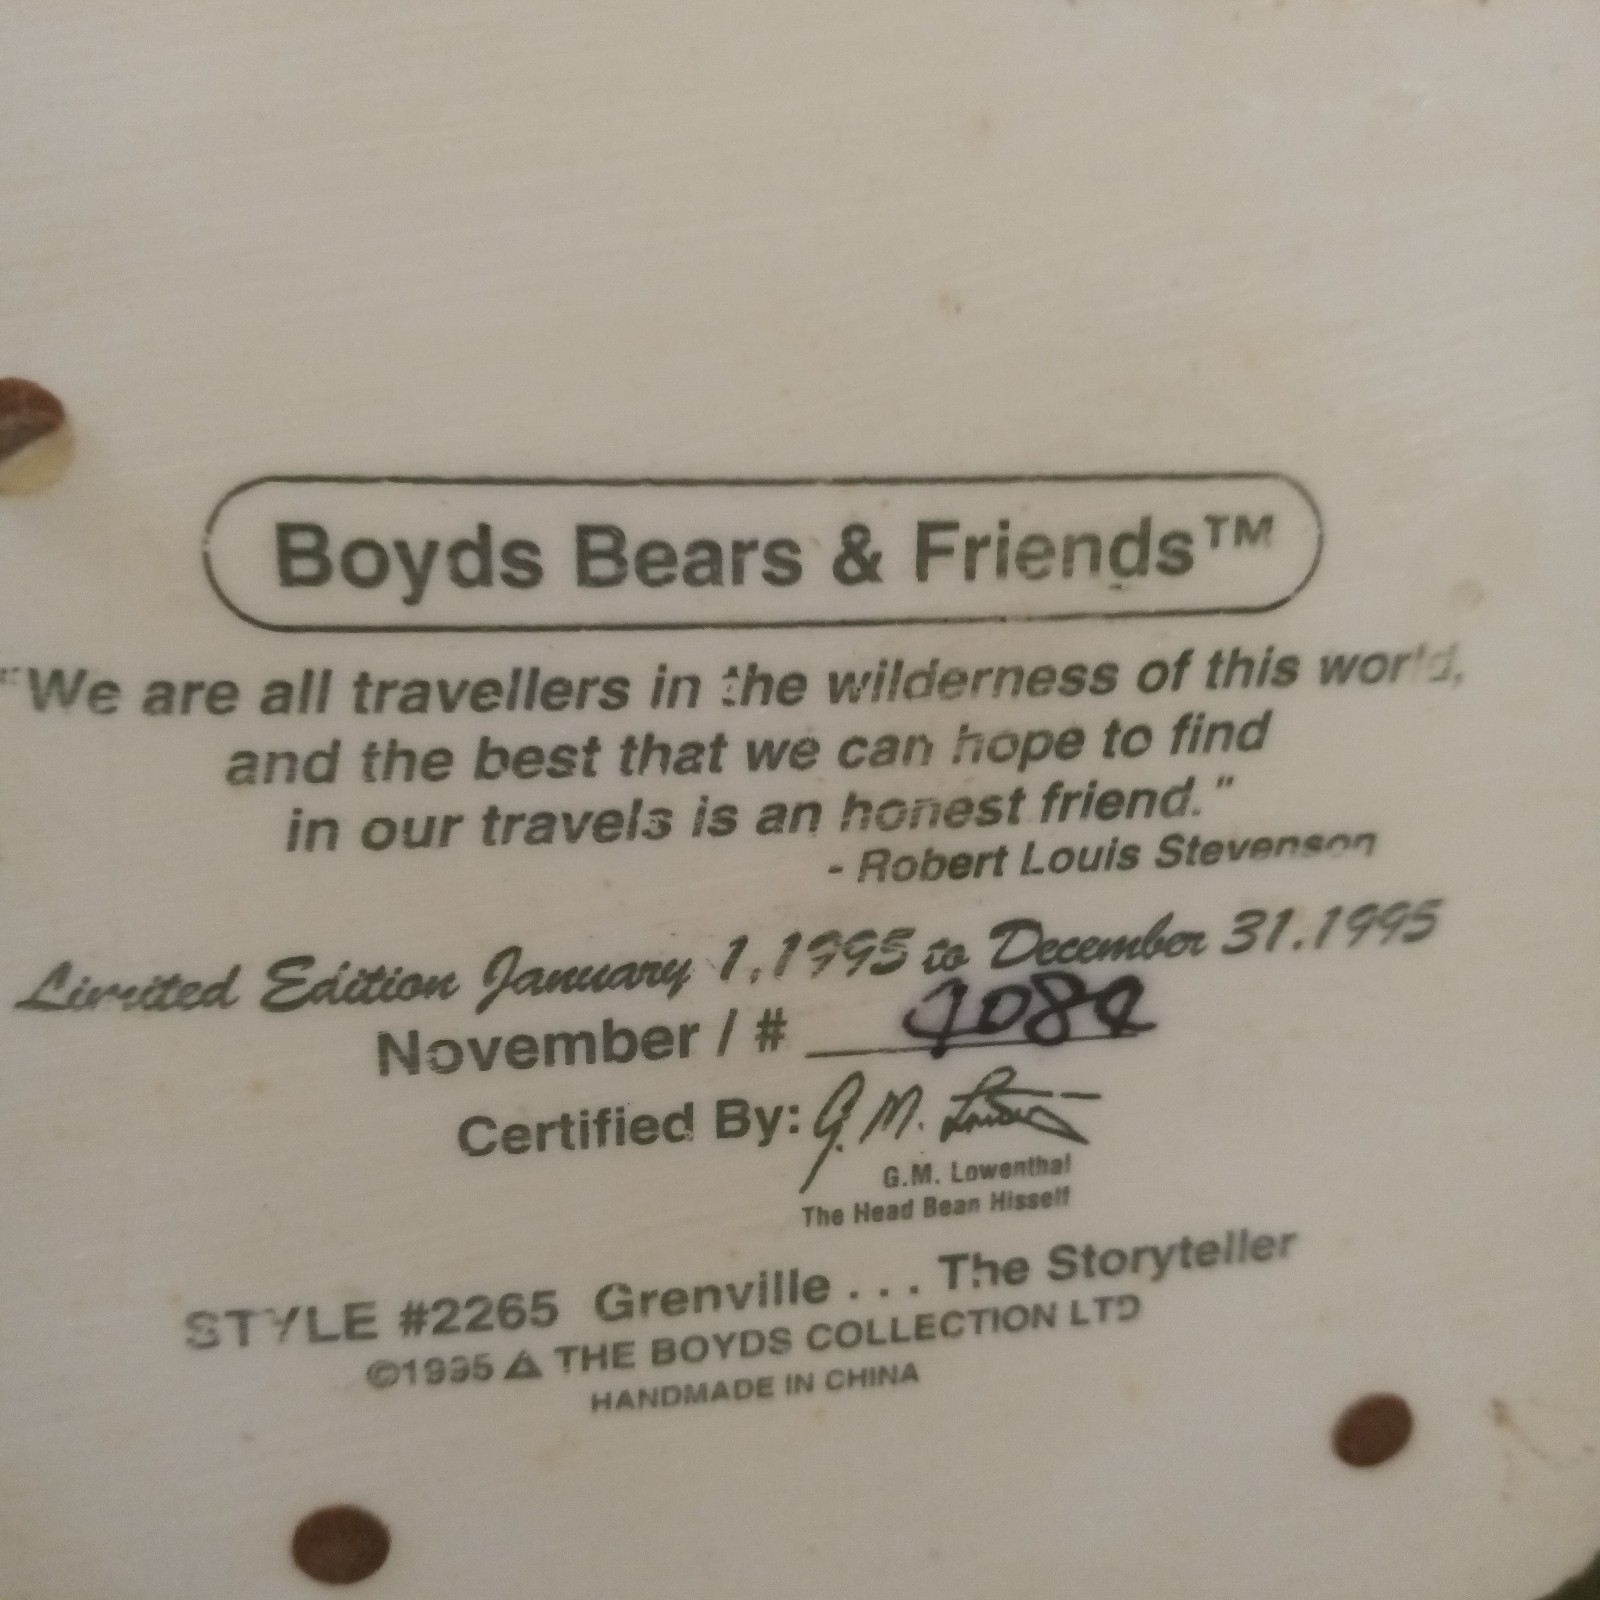 Boyds Bears & Friends™
"We are all travellers in the wilderness of this world,
and the best that we can hope to find
in our travels is an honest friend."
- Robert Louis Stevenson
Limited Edition January 1, 1995 to December 31. 1995
November / #
Certified By: G.M.
G.M. Lowenthal
The Head Bean Hisself
STYLE #2265 Grenville . . . The Storyteller
©1995 THE BOYDS COLLECTION LTD
HANDMADE IN CHINA